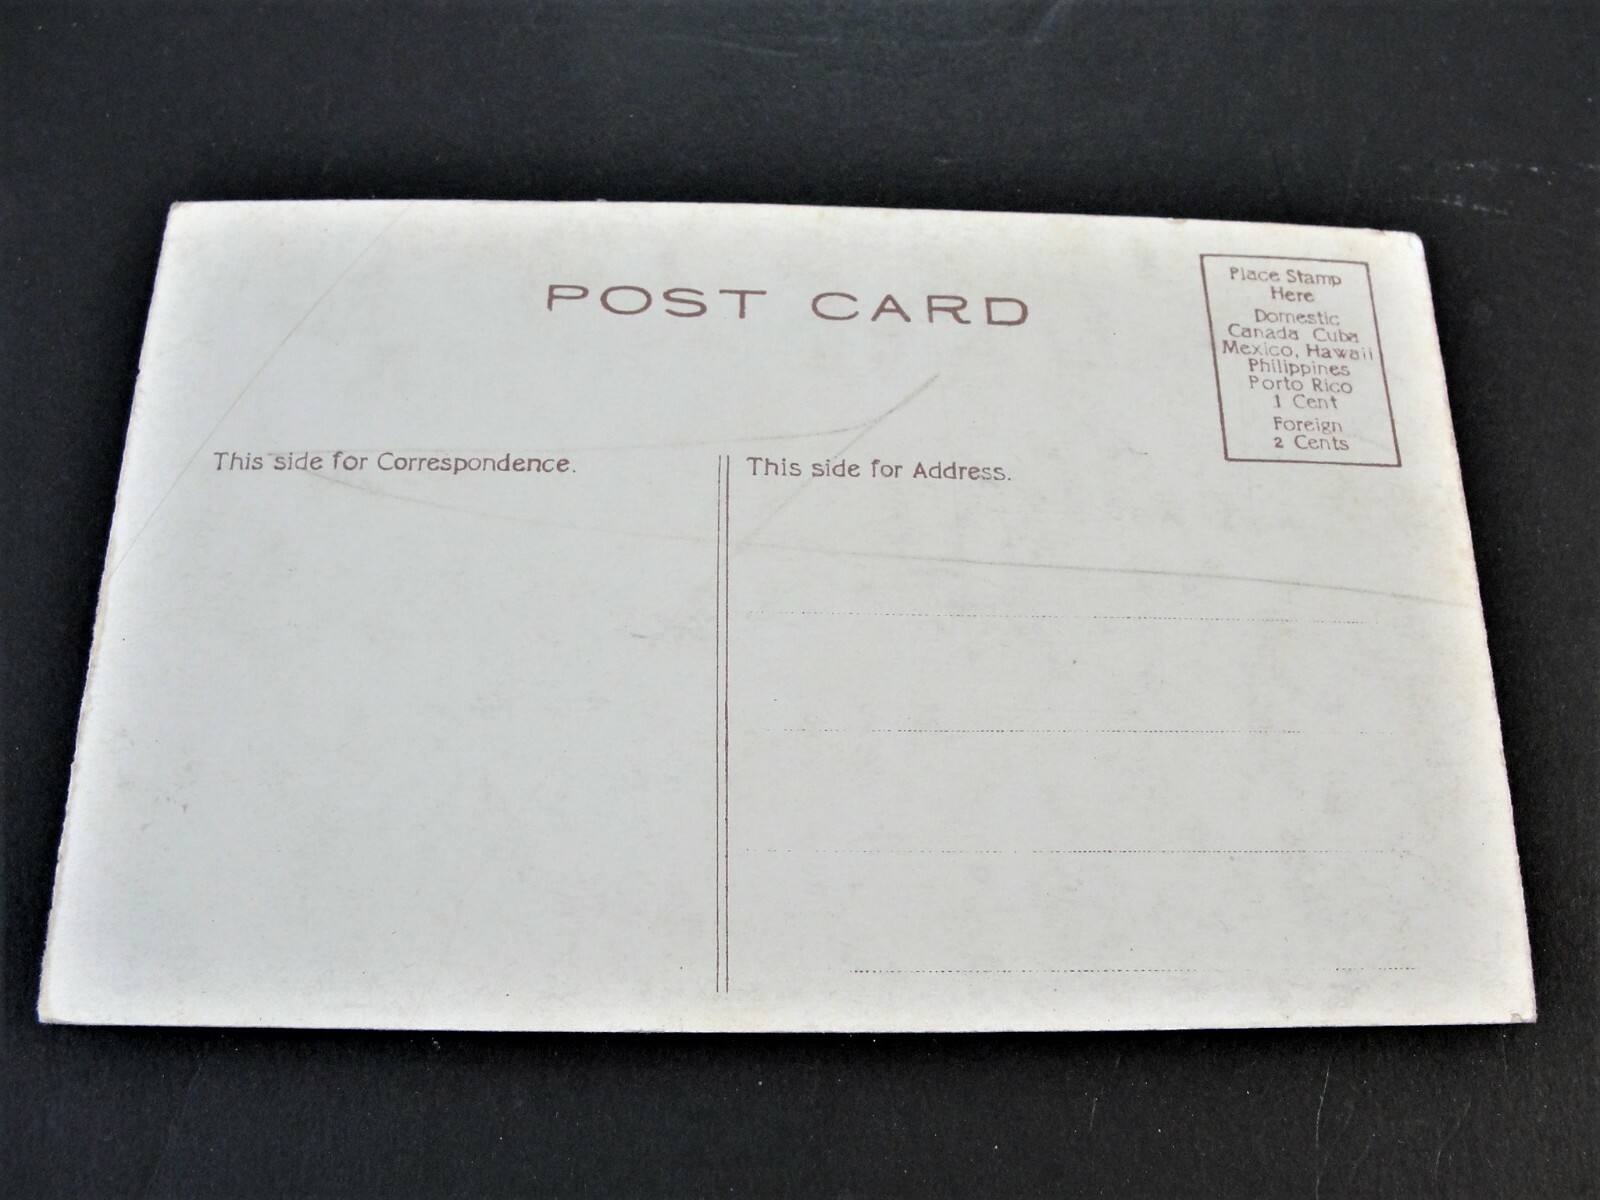 POST CARD
Place Stamp
Here
Domestic
Canada Cuba
Mexico, Hawaii
Philippines
Porto Rico
1 Cent
Foreign
2 Cents
This side for Correspondence.
This side for Address.